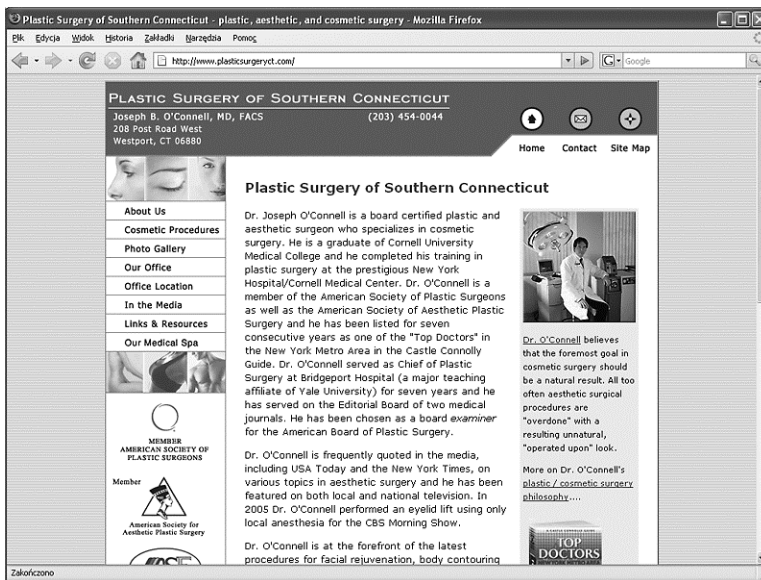 Plastic Surgery of Southern Connecticut - plastic, aesthetic, and cosmetic surgery - Mozilla Firefox
Plik Edycja Widok Historia Zakładki Narzędzia Pomoc
http://www.plasticsurgeryct.com/
G Google
PLASTIC SURGERY OF SOUTHERN CONNECTICUT
Joseph B. O'Connell, MD, FACS (203) 454-0044
208 Post Road West
Westport, CT 06880
Home Contact Site Map
About Us
Cosmetic Procedures
Photo Gallery
Our Office
Office Location
In the Media
Links & Resources
Our Medical Spa
MEMBER
AMERICAN SOCIETY OF
PLASTIC SURGEONS
Member
American Society for
Aesthetic Plastic Surgery
Plastic Surgery of Southern Connecticut
Dr. Joseph O'Connell is a board certified plastic and
aesthetic surgeon who specializes in cosmetic
surgery. He is a graduate of Cornell University
Medical College and he completed his training in
plastic surgery at the prestigious New York
Hospital/Cornell Medical Center. Dr. O'Connell is a
member of the American Society of Plastic Surgeons
as well as the American Society of Aesthetic Plastic
Surgery and he has been listed for seven
consecutive years as one of the "Top Doctors" in
the New York Metro Area in the Castle Connolly
Guide. Dr. O'Connell served as Chief of Plastic
Surgery at Bridgeport Hospital (a major teaching
affiliate of Yale University) for seven years and he
has served on the Editorial Board of two medical
journals. He has been chosen as a board examiner
for the American Board of Plastic Surgery.
Dr. O'Connell is frequently quoted in the media,
including USA Today and the New York Times, on
various topics in aesthetic surgery and he has been
featured on both local and national television. In
2005 Dr. O'Connell performed an eyelid lift using only
local anesthesia for the CBS Morning Show.
Dr. O'Connell is at the forefront of the latest
procedures for facial rejuvenation, body contouring
Dr. O'Connell believes
that the foremost goal in
cosmetic surgery should
be a natural result. All too
often aesthetic surgical
procedures are
"overdone" with a
resulting unnatural,
"operated upon" look.
More on Dr. O'Connell's
plastic / cosmetic surgery
philosophy....
TOP
DOCTORS
NEW YORK METRO AREA
Zakończono